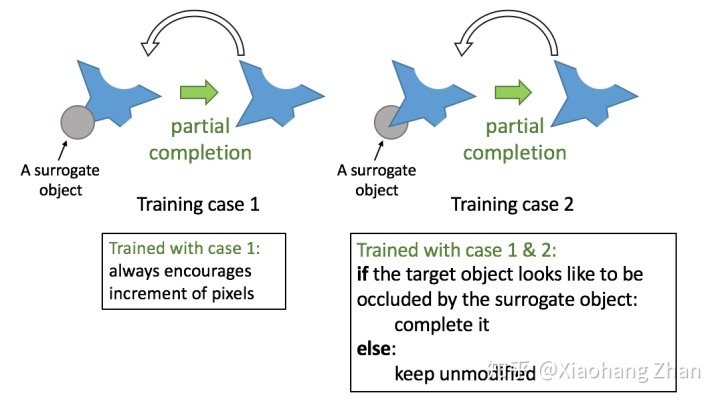 partial
completion
A surrogate
object
Training case 1
Trained with case 1:
always encourages
increment of pixels
partial
completion
A surrogate
object
Training case 2
Trained with case 1 & 2:
if the target object looks like to be
occluded by the surrogate object:
complete it
else:
keep unmodified
知乎 @Xiaohang Zhan